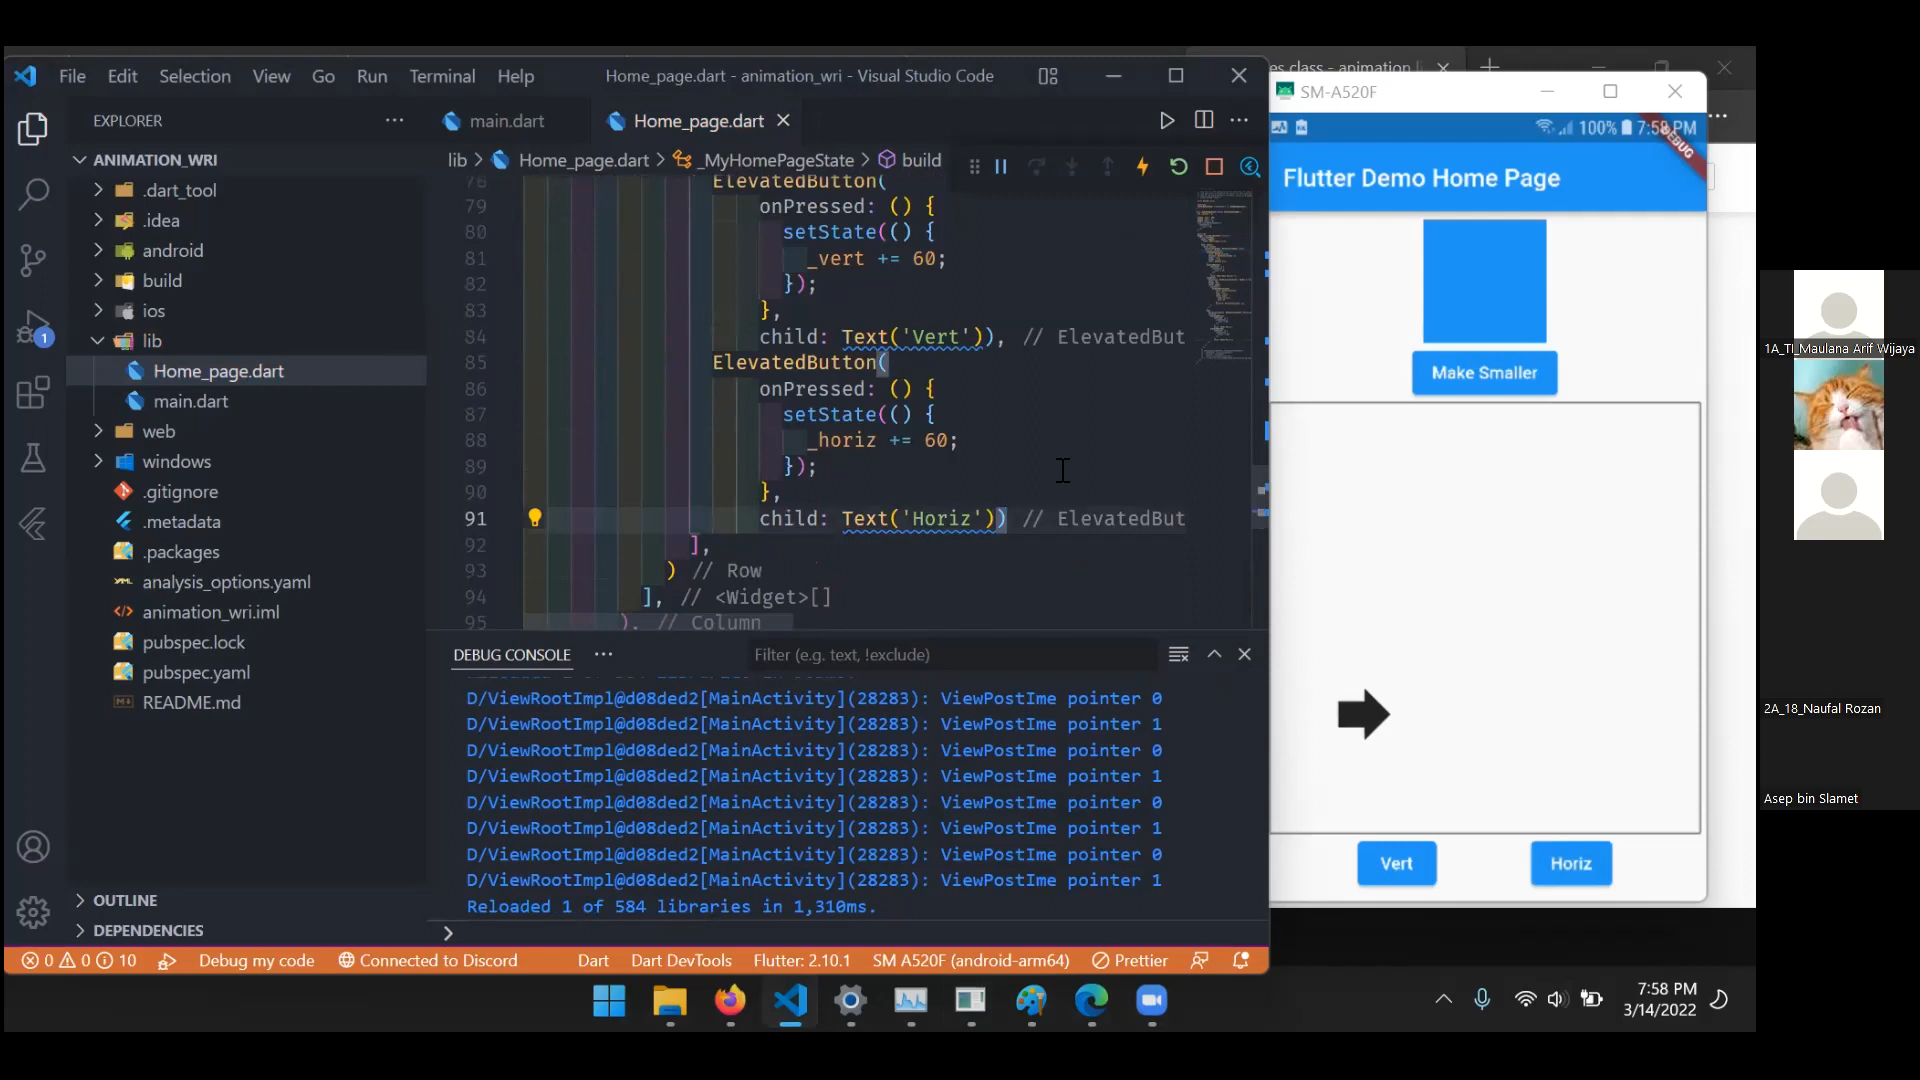 File Edit Selection View Go Run Terminal Help
Home_page.dart - animation_wri - Visual Studio Code
EXPLORER
ANIMATION_WRI
.dart_tool
.idea
android
build
ios
lib
Home_page.dart
main.dart
web
windows
.gitignore
.metadata
.packages
analysis_options.yaml
animation_wri.iml
pubspec.lock
pubspec.yaml
README.md
OUTLINE
DEPENDENCIES
1
main.dart
Home_page.dart
lib > Home_page.dart > _MyHomePageState > build
78 ElevatedButton(
79 onPressed: () {
80 setState(() {
81 _vert += 60;
82 });
83 },
84 child: Text('Vert')), // ElevatedBut
85 ElevatedButton(
86 onPressed: () {
87 setState(() {
88 _horiz += 60;
89 });
90 },
91 child: Text('Horiz')) // ElevatedBut
92 ],
93 ) // Row
94 ], // <Widget>[]
95 ), // Column
DEBUG CONSOLE
Filter (e.g. text, !exclude)
D/ViewRootImpl@d08ded2[MainActivity](28283): ViewPostIme pointer 0
D/ViewRootImpl@d08ded2[MainActivity](28283): ViewPostIme pointer 1
D/ViewRootImpl@d08ded2[MainActivity](28283): ViewPostIme pointer 0
D/ViewRootImpl@d08ded2[MainActivity](28283): ViewPostIme pointer 1
D/ViewRootImpl@d08ded2[MainActivity](28283): ViewPostIme pointer 0
D/ViewRootImpl@d08ded2[MainActivity](28283): ViewPostIme pointer 1
D/ViewRootImpl@d08ded2[MainActivity](28283): ViewPostIme pointer 0
D/ViewRootImpl@d08ded2[MainActivity](28283): ViewPostIme pointer 1
Reloaded 1 of 584 libraries in 1,310ms.
0 0 10 Debug my code Connected to Discord Dart Dart DevTools Flutter: 2.10.1 SM A520F (android-arm64) Prettier
class - animation
SM-A520F
100% 7:58 PM
DEBUG
Flutter Demo Home Page
Make Smaller
Vert
Horiz
1A_TI_Maulana Arif Wijaya
2A_18_Naufal Rozan
Asep bin Slamet
7:58 PM
3/14/2022